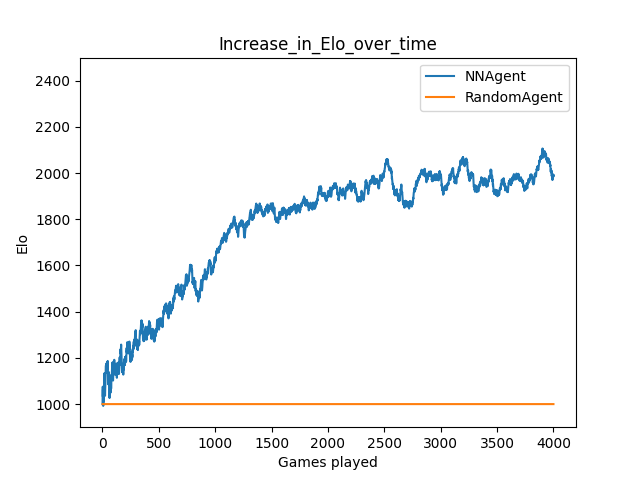 Increase_in_Elo_over_time
NNAgent
RandomAgent
2400
2200
2000
1800
1600
1400
1200
1000
Elo
0 500 1000 1500 2000 2500 3000 3500 4000
Games played